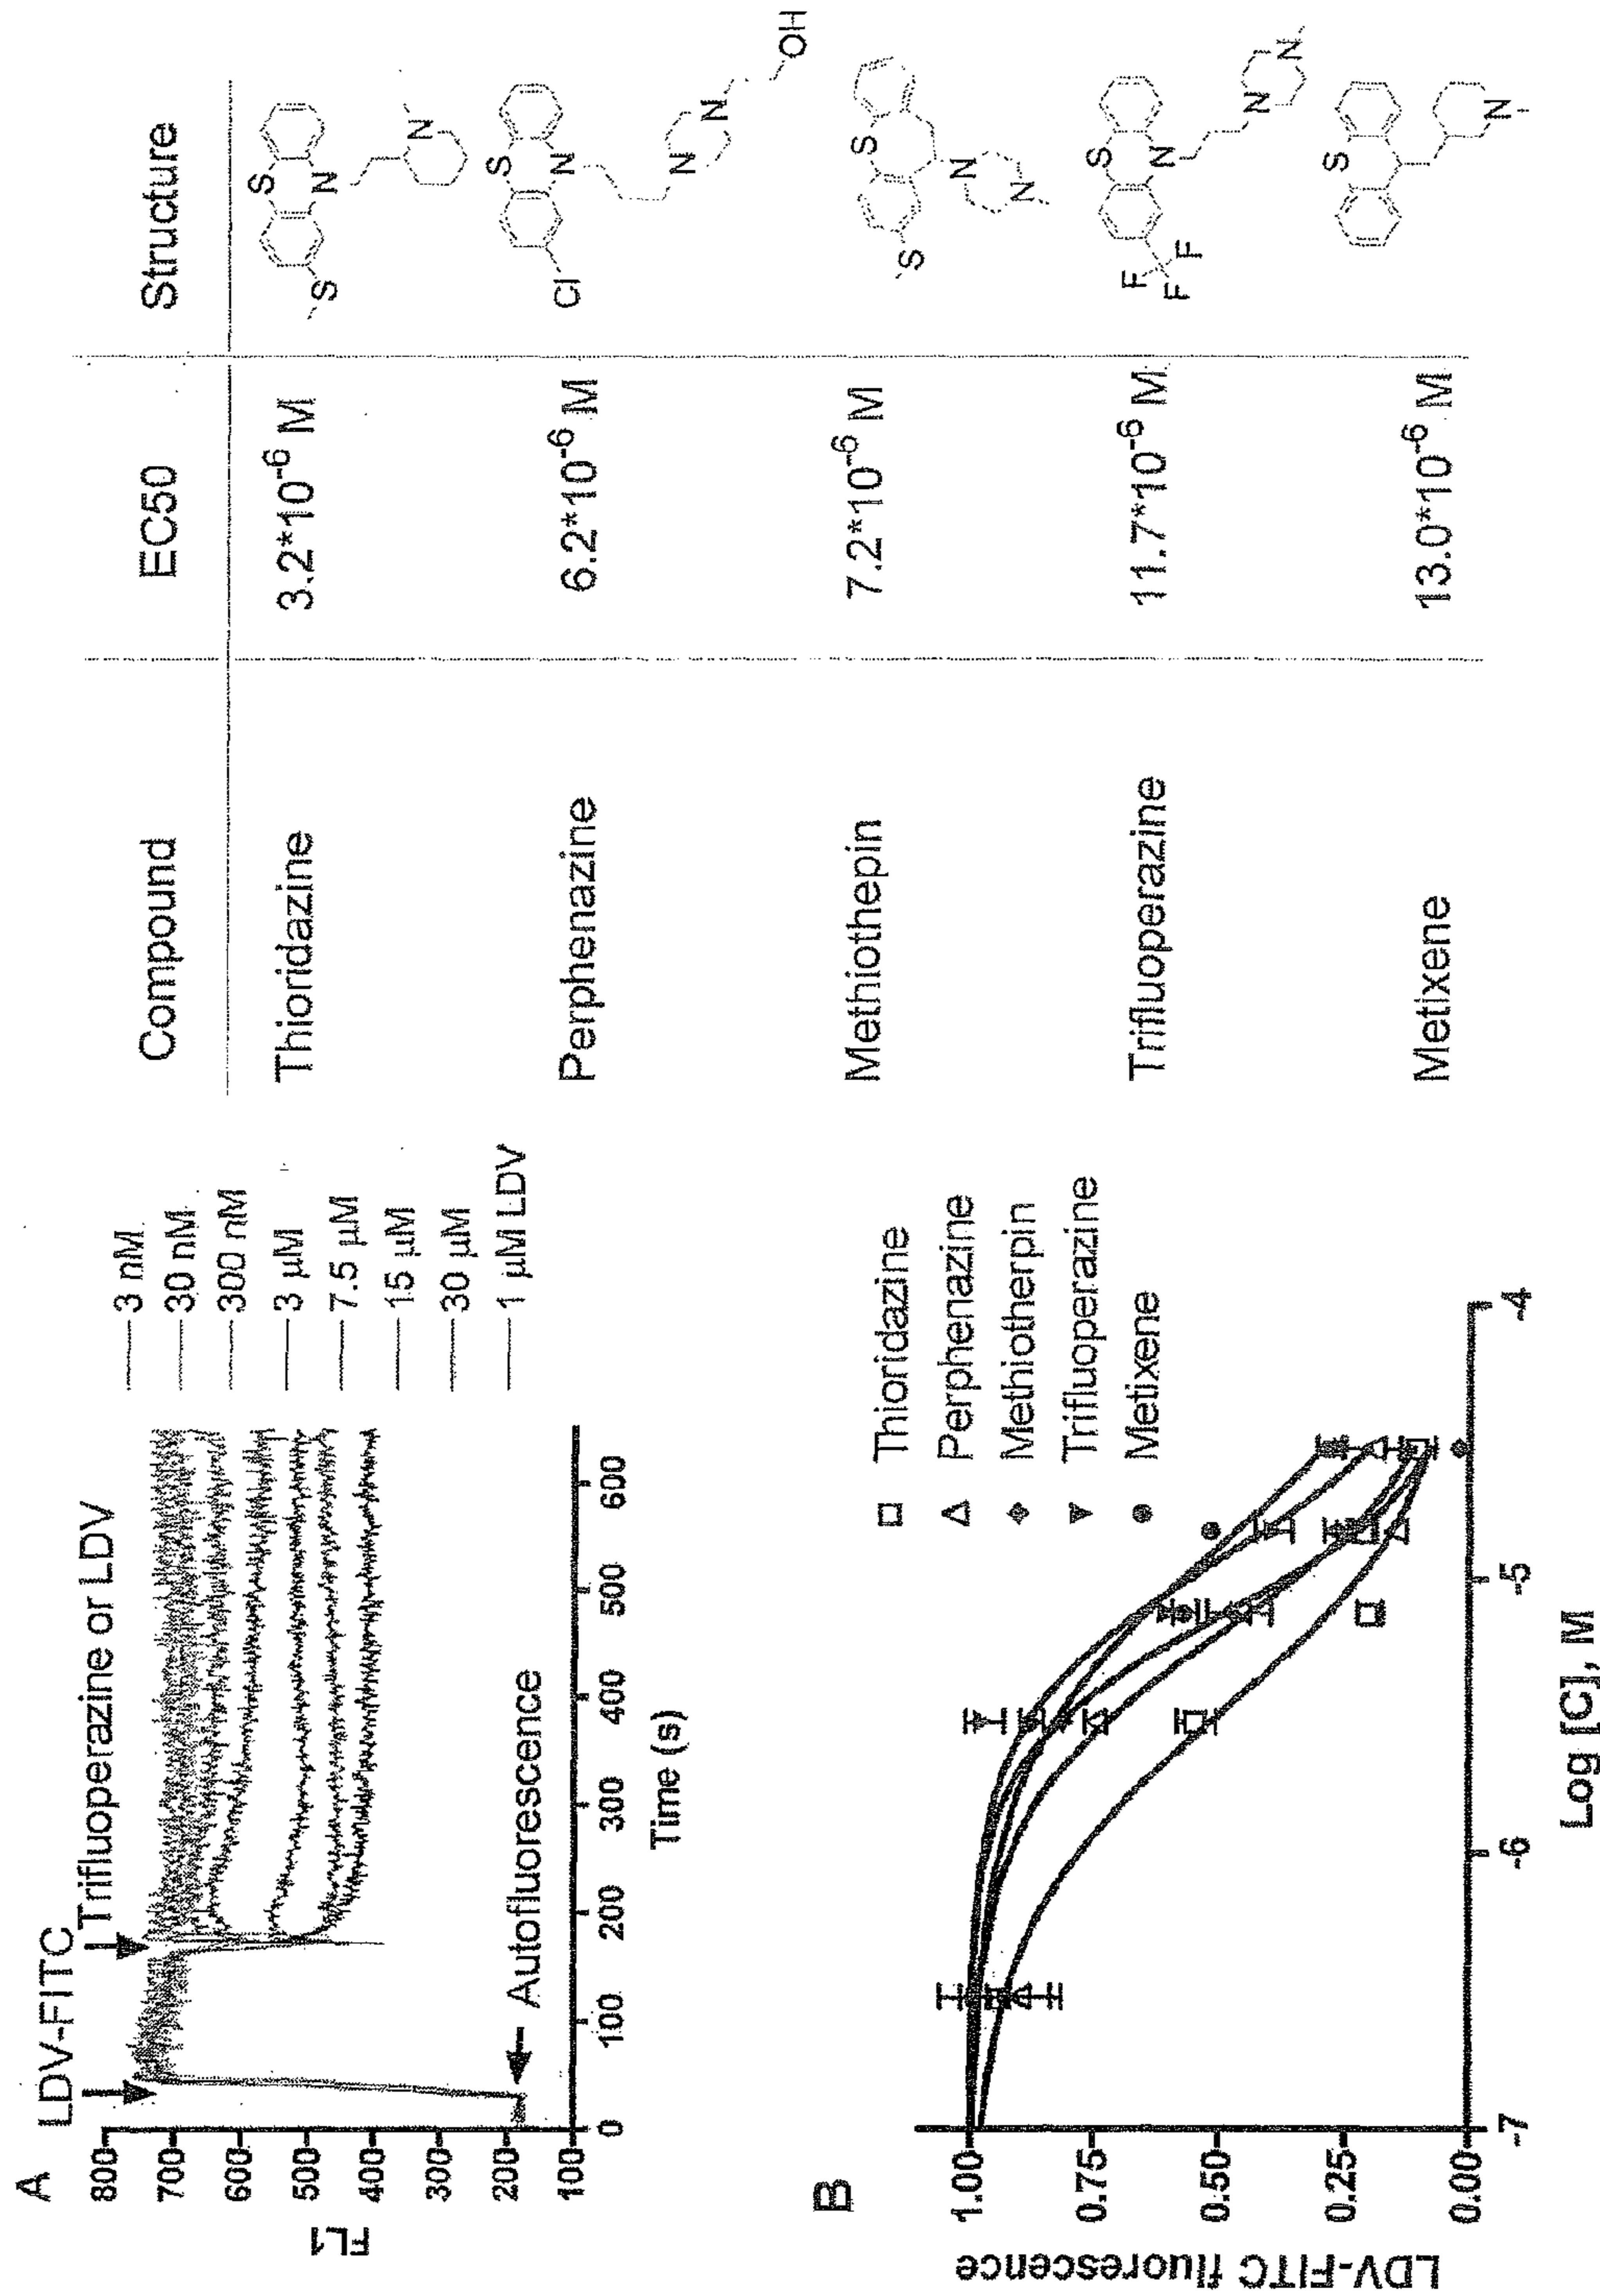 A
LDV-FITC
Trifluoperazine or LDV
800
700
600
500
400
300
200
100
FL1
Autofluorescence
0 100 200 300 400 500 600
Time (s)
3 nM
30 nM
300 nM
3 µM
7.5 µM
15 µM
30 µM
1 µM LDV
B
1.00
0.75
0.50
0.25
0.00
LDV-FITC fluorescence
-7 -6 -5 -4
Log [C], M
Thioridazine
Perphenazine
Methiotherpin
Trifluoperazine
Metixene
Compound EC50 Structure
Thioridazine 3.2*10⁻⁶ M
S N N S
Perphenazine 6.2*10⁻⁶ M
Cl S N N N OH
Methiothepin 7.2*10⁻⁶ M
S S N N
Trifluoperazine 11.7*10⁻⁶ M
F F F S N N N
Metixene 13.0*10⁻⁶ M
S N